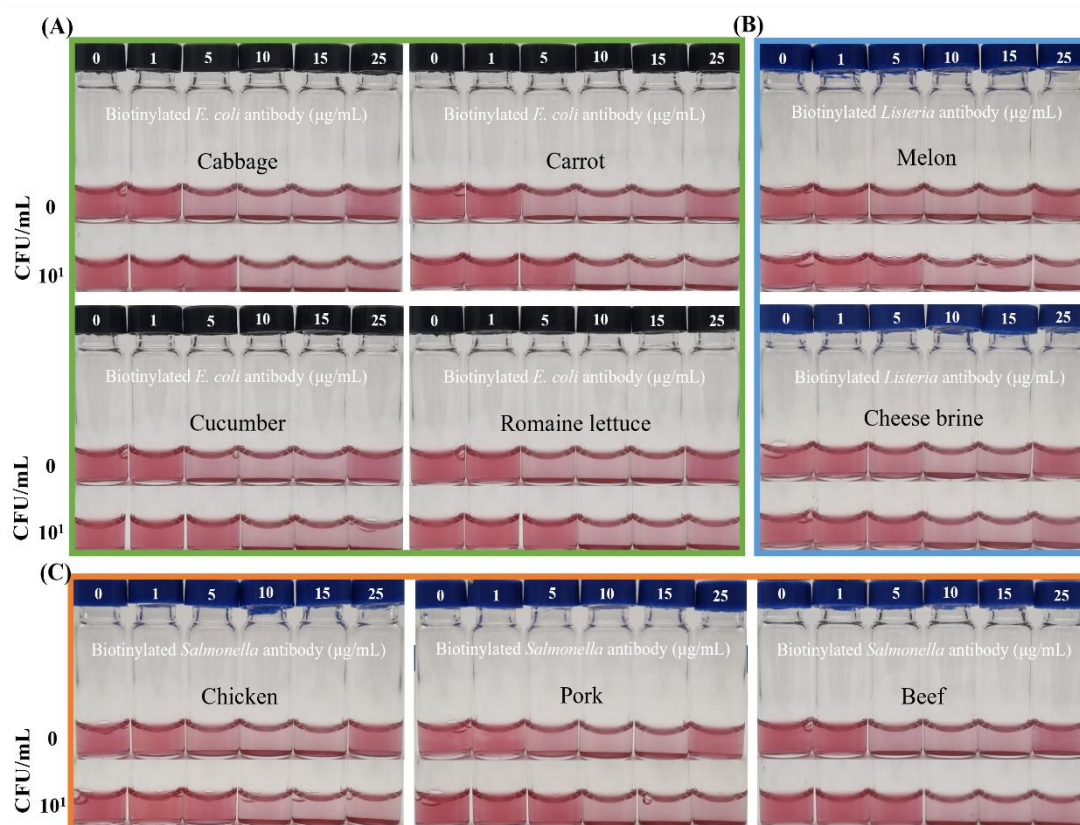 (A)
(B)
0 1 5 10 15 25
0 1 5 10 15 25
0 1 5 10 15 25
Biotinylated E. coli antibody (µg/mL)
Biotinylated E. coli antibody (µg/mL)
Biotinylated Listeria antibody (µg/mL)
Cabbage
Carrot
Melon
CFU/mL
0
10¹
0 1 5 10 15 25
0 1 5 10 15 25
0 1 5 10 15 25
Biotinylated E. coli antibody (µg/mL)
Biotinylated E. coli antibody (µg/mL)
Biotinylated Listeria antibody (µg/mL)
Cucumber
Romaine lettuce
Cheese brine
CFU/mL
0
10¹
(C)
0 1 5 10 15 25
0 1 5 10 15 25
0 1 5 10 15 25
Biotinylated Salmonella antibody (µg/mL)
Biotinylated Salmonella antibody (µg/mL)
Biotinylated Salmonella antibody (µg/mL)
Chicken
Pork
Beef
CFU/mL
0
10¹